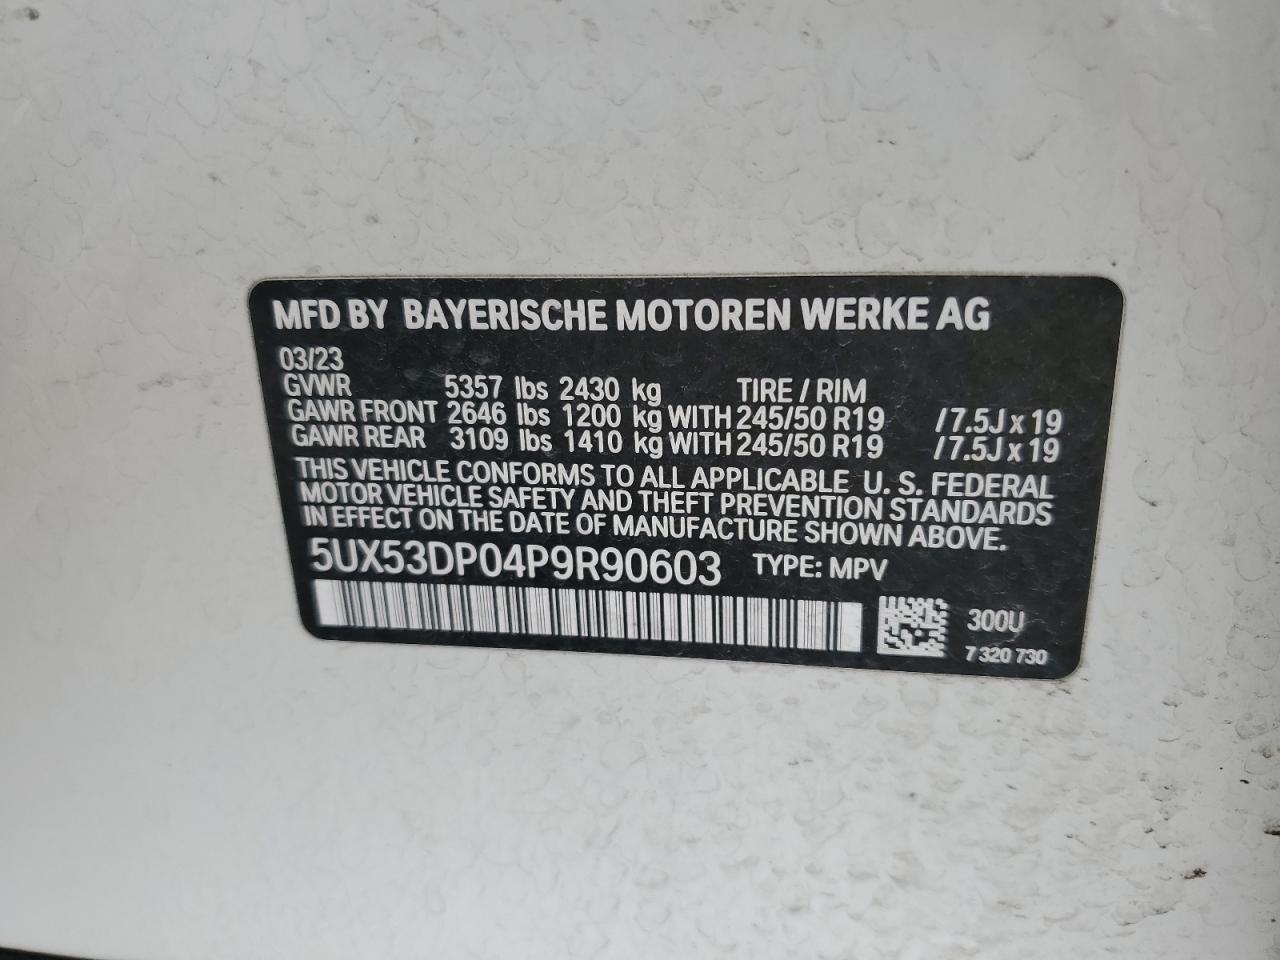 MFD BY BAYERISCHE MOTOREN WERKE AG
03/23
GVWR 5357 lbs 2430 kg TIRE / RIM
GAWR FRONT 2646 lbs 1200 kg WITH 245/50 R19 /7.5J x 19
GAWR REAR 3109 lbs 1410 kg WITH 245/50 R19 /7.5J x 19
THIS VEHICLE CONFORMS TO ALL APPLICABLE U. S. FEDERAL
MOTOR VEHICLE SAFETY AND THEFT PREVENTION STANDARDS
IN EFFECT ON THE DATE OF MANUFACTURE SHOWN ABOVE.
5UX53DP04P9R90603 TYPE: MPV
300U
7 320 730